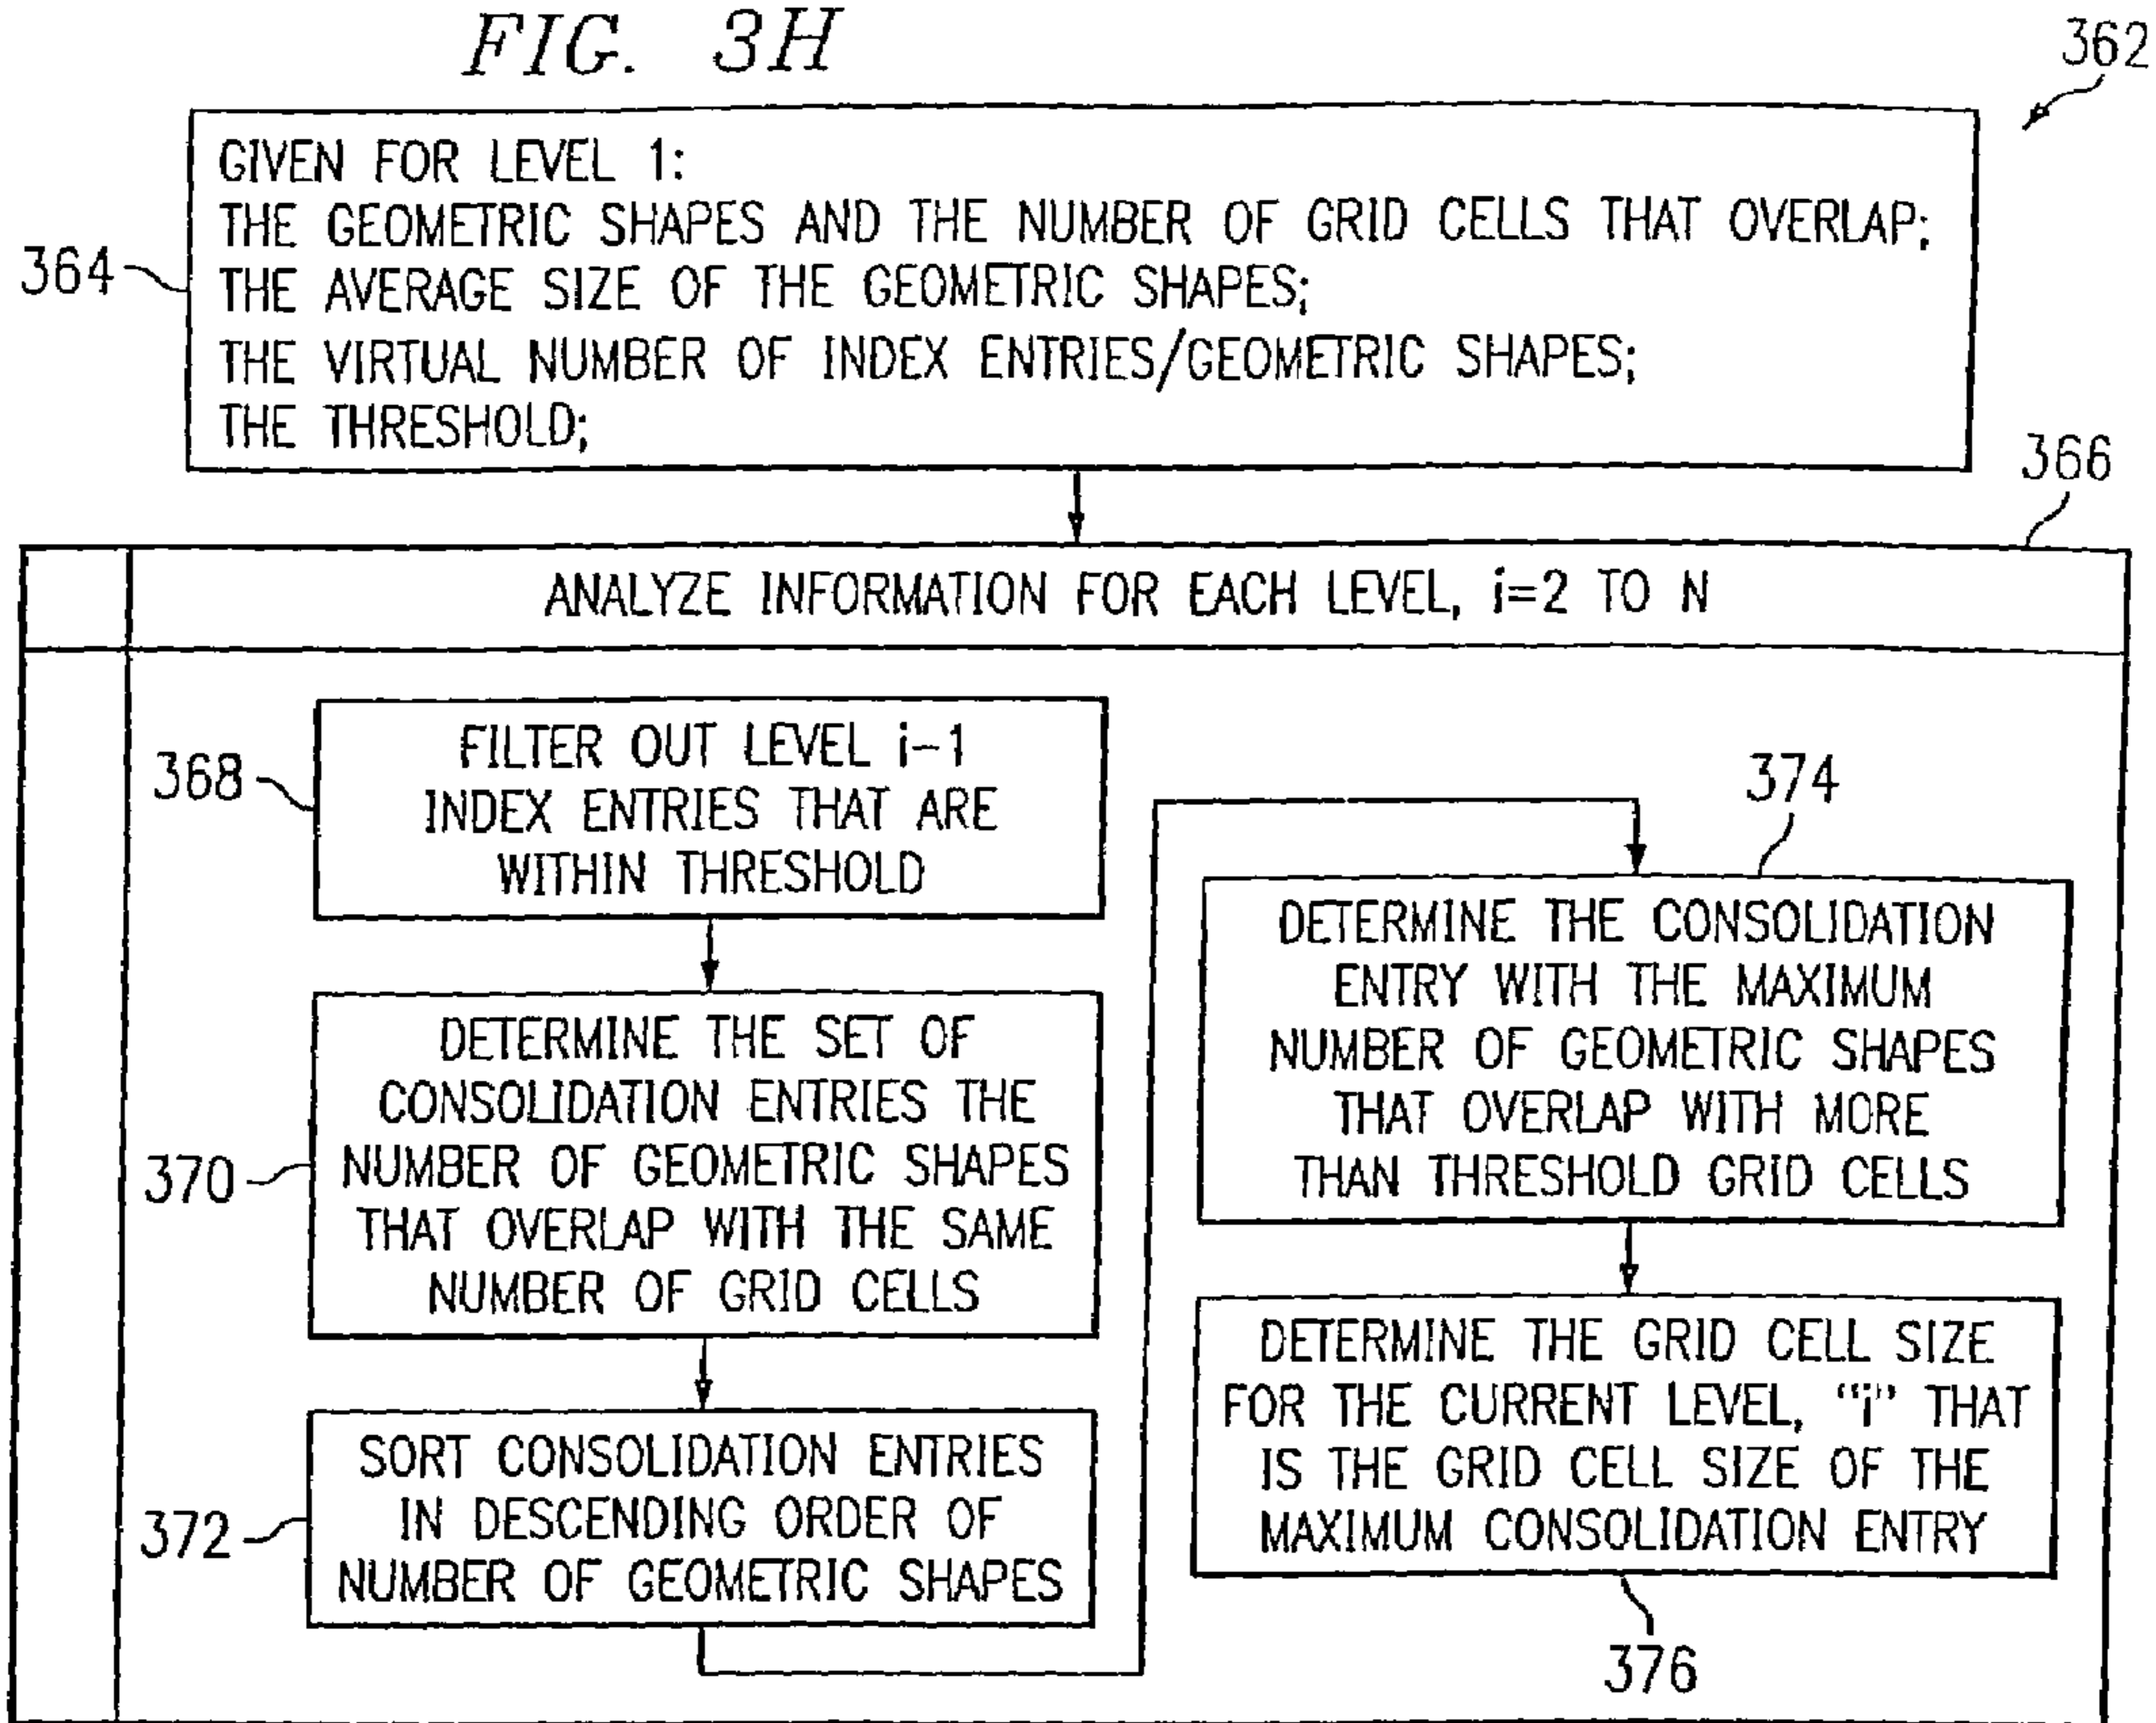 FIG. 3H
362
GIVEN FOR LEVEL 1:
THE GEOMETRIC SHAPES AND THE NUMBER OF GRID CELLS THAT OVERLAP;
THE AVERAGE SIZE OF THE GEOMETRIC SHAPES;
THE VIRTUAL NUMBER OF INDEX ENTRIES/GEOMETRIC SHAPES;
THE THRESHOLD;
364
366
ANALYZE INFORMATION FOR EACH LEVEL, i=2 TO N
368
FILTER OUT LEVEL i-1
INDEX ENTRIES THAT ARE
WITHIN THRESHOLD
370
DETERMINE THE SET OF
CONSOLIDATION ENTRIES THE
NUMBER OF GEOMETRIC SHAPES
THAT OVERLAP WITH THE SAME
NUMBER OF GRID CELLS
372
SORT CONSOLIDATION ENTRIES
IN DESCENDING ORDER OF
NUMBER OF GEOMETRIC SHAPES
374
DETERMINE THE CONSOLIDATION
ENTRY WITH THE MAXIMUM
NUMBER OF GEOMETRIC SHAPES
THAT OVERLAP WITH MORE
THAN THRESHOLD GRID CELLS
DETERMINE THE GRID CELL SIZE
FOR THE CURRENT LEVEL, "i" THAT
IS THE GRID CELL SIZE OF THE
MAXIMUM CONSOLIDATION ENTRY
376